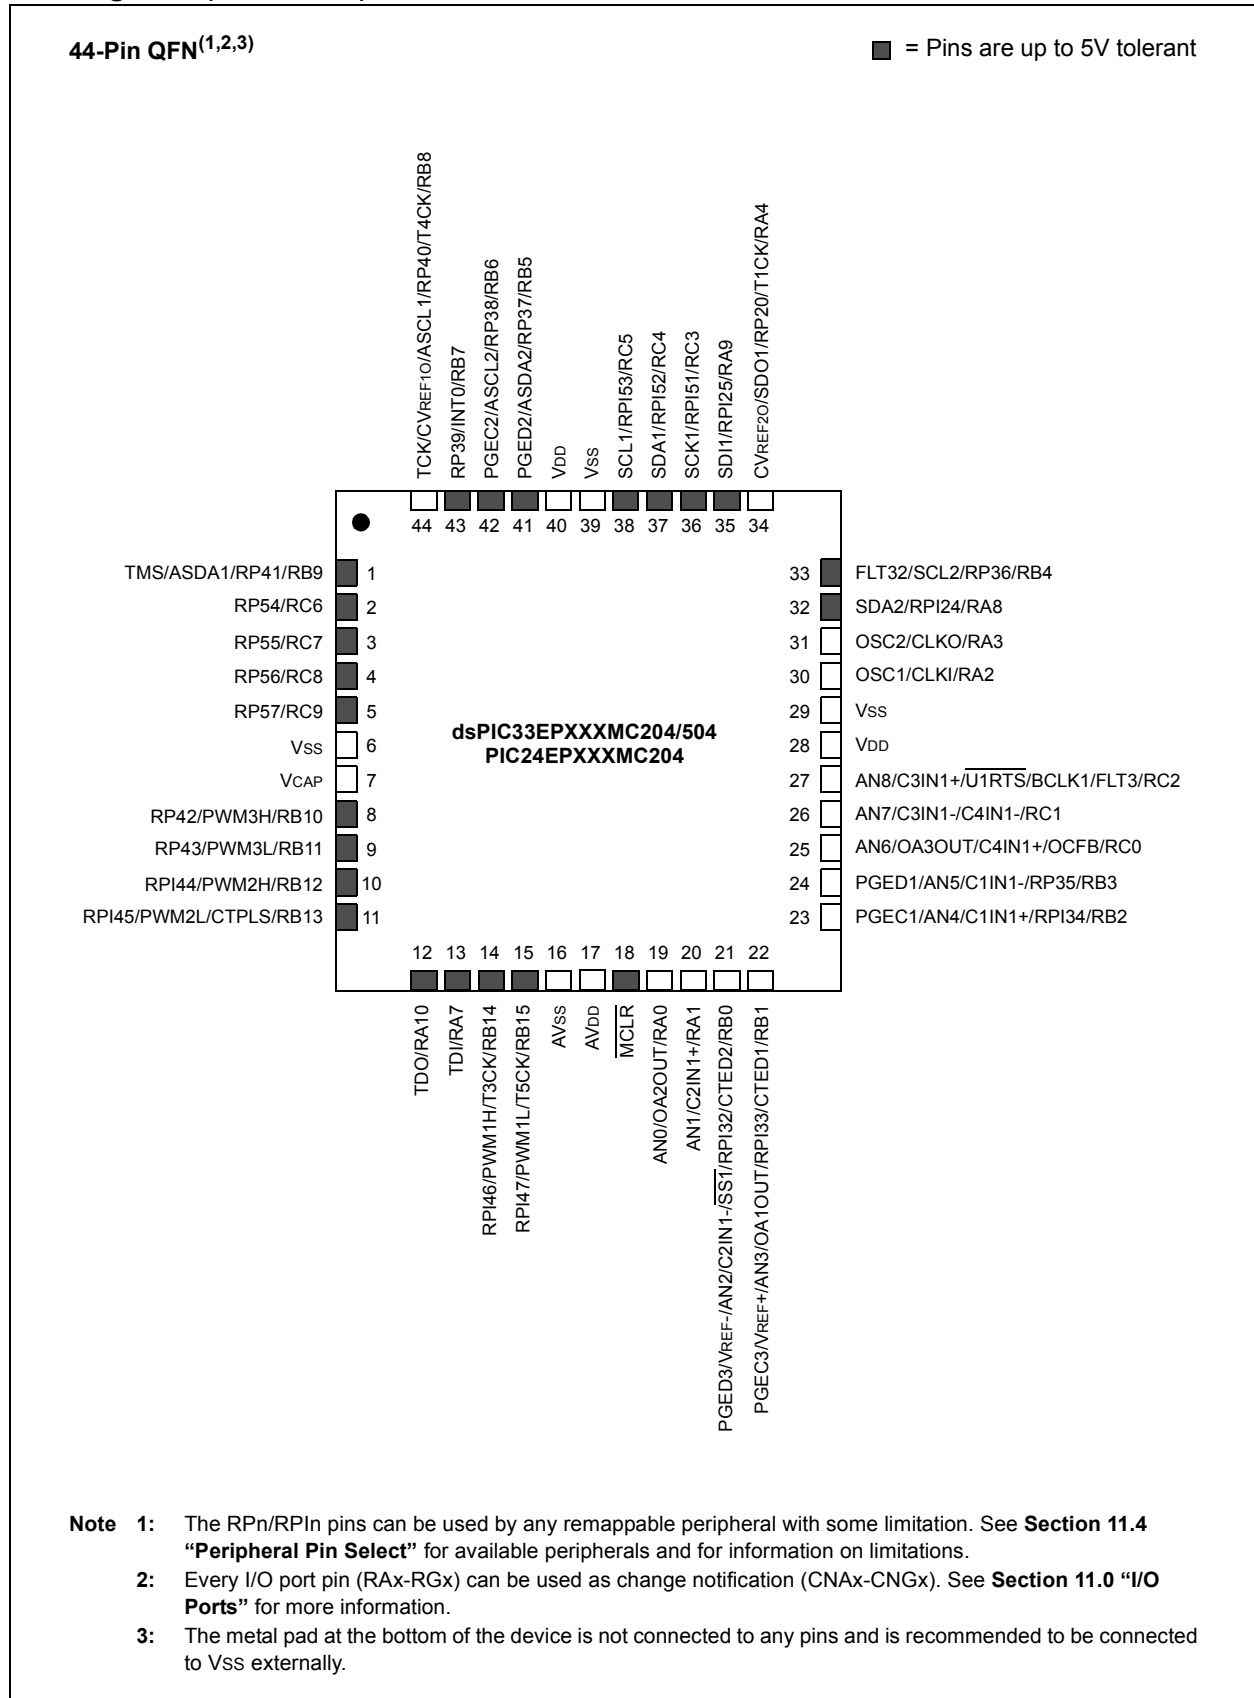 44-Pin QFN(1,2,3)
= Pins are up to 5V tolerant
TCK/CVREF1O/ASCL1/RP40/T4CK/RB8
RP39/INT0/RB7
PGEC2/ASCL2/RP38/RB6
PGED2/ASDA2/RP37/RB5
VDD
VSS
SCL1/RPI53/RC5
SDA1/RPI52/RC4
SCK1/RPI51/RC3
SDI1/RPI25/RA9
CVREF2O/SDO1/RP20/T1CK/RA4
44 43 42 41 40 39 38 37 36 35 34
TMS/ASDA1/RP41/RB9 1
RP54/RC6 2
RP55/RC7 3
RP56/RC8 4
RP57/RC9 5
VSS 6
VCAP 7
RP42/PWM3H/RB10 8
RP43/PWM3L/RB11 9
RPI44/PWM2H/RB12 10
RPI45/PWM2L/CTPLS/RB13 11
dsPIC33EPXXXMC204/504
PIC24EPXXXMC204
33 FLT32/SCL2/RP36/RB4
32 SDA2/RPI24/RA8
31 OSC2/CLKO/RA3
30 OSC1/CLKI/RA2
29 VSS
28 VDD
27 AN8/C3IN1+/U1RTS/BCLK1/FLT3/RC2
26 AN7/C3IN1-/C4IN1-/RC1
25 AN6/OA3OUT/C4IN1+/OCFB/RC0
24 PGED1/AN5/C1IN1-/RP35/RB3
23 PGEC1/AN4/C1IN1+/RPI34/RB2
12 13 14 15 16 17 18 19 20 21 22
TDO/RA10
TDI/RA7
RPI46/PWM1H/T3CK/RB14
RPI47/PWM1L/T5CK/RB15
AVSS
AVDD
MCLR
AN0/OA2OUT/RA0
AN1/C2IN1+/RA1
PGED3/VREF-/AN2/C2IN1-/SS1/RPI32/CTED2/RB0
PGEC3/VREF+/AN3/OA1OUT/RPI33/CTED1/RB1
Note 1: The RPn/RPIn pins can be used by any remappable peripheral with some limitation. See Section 11.4
“Peripheral Pin Select” for available peripherals and for information on limitations.
2: Every I/O port pin (RAx-RGx) can be used as change notification (CNAx-CNGx). See Section 11.0 “I/O
Ports” for more information.
3: The metal pad at the bottom of the device is not connected to any pins and is recommended to be connected
to VSS externally.